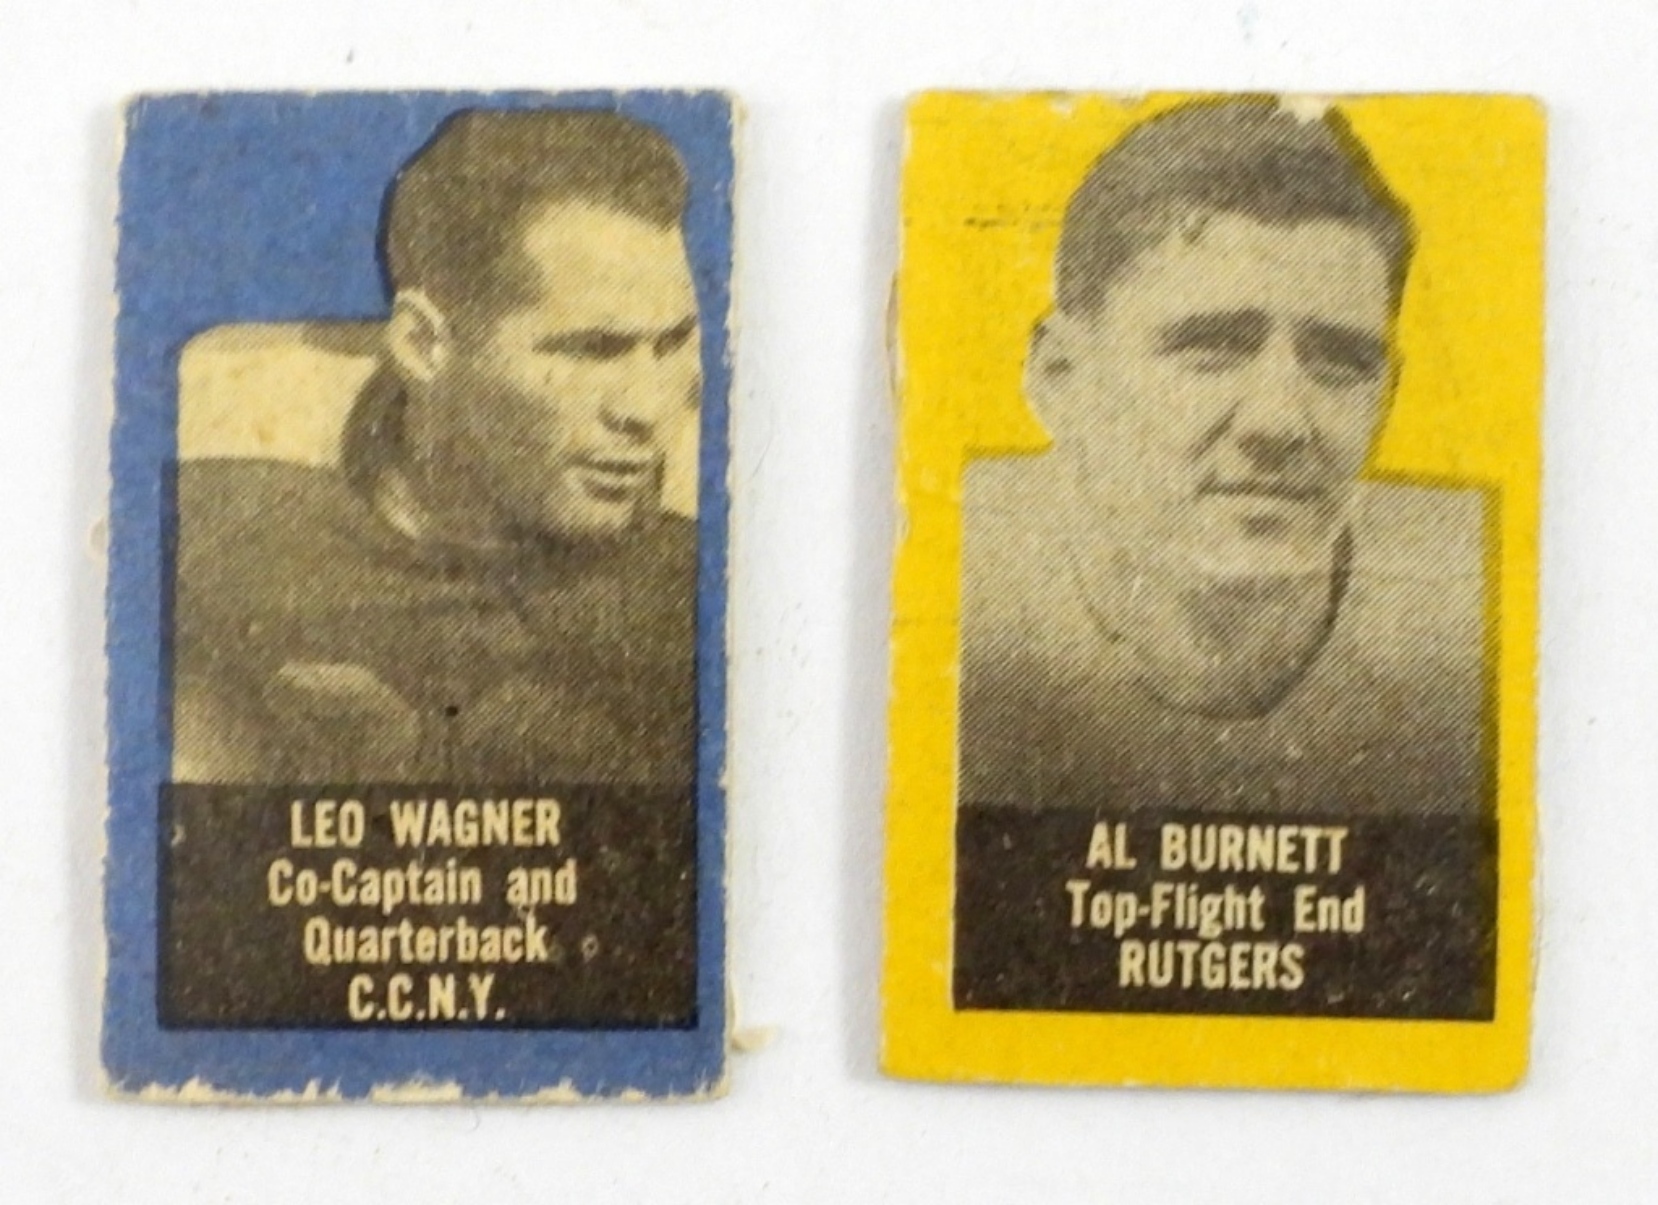 LEO WAGNER
Co-Captain and
Quarterback
C.C.N.Y.
AL BURNETT
Top-Flight End
RUTGERS